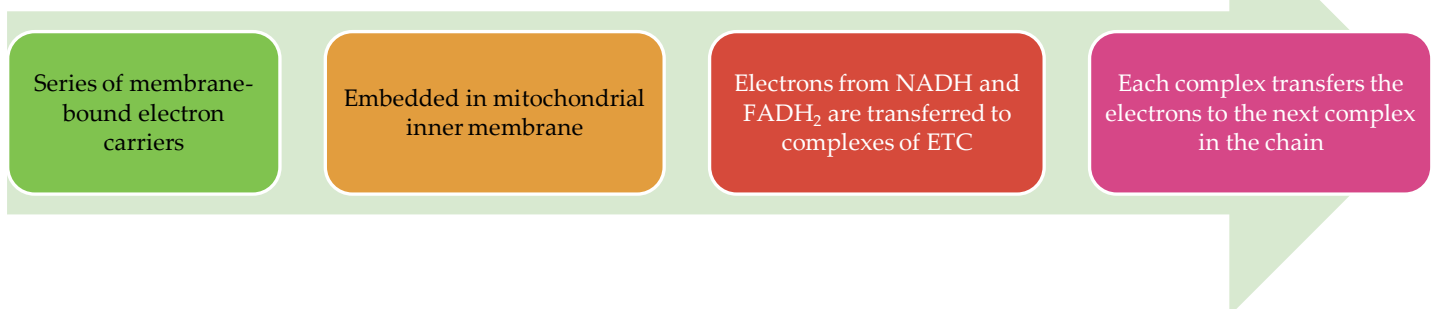 Series of membrane-
bound electron
carriers
Embedded in mitochondrial
inner membrane
Electrons from NADH and
FADH₂ are transferred to
complexes of ETC
Each complex transfers the
electrons to the next complex
in the chain